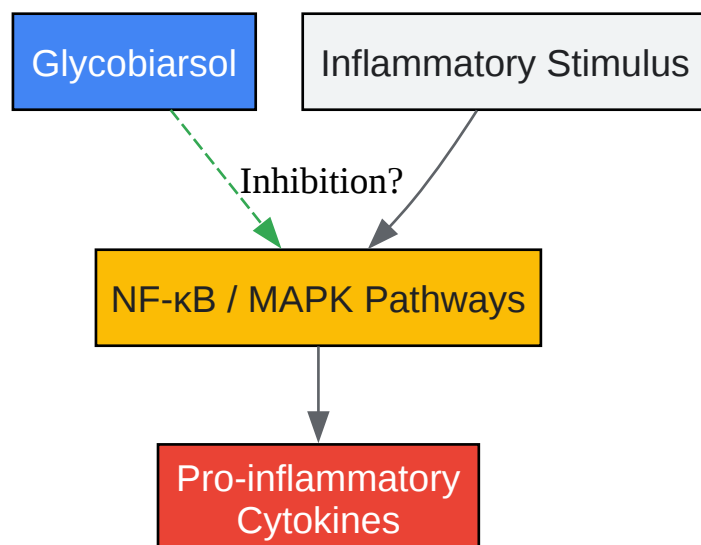 Glycobiarsol
Inflammatory Stimulus
Inhibition?
NF-κB / MAPK Pathways
Pro-inflammatory
Cytokines